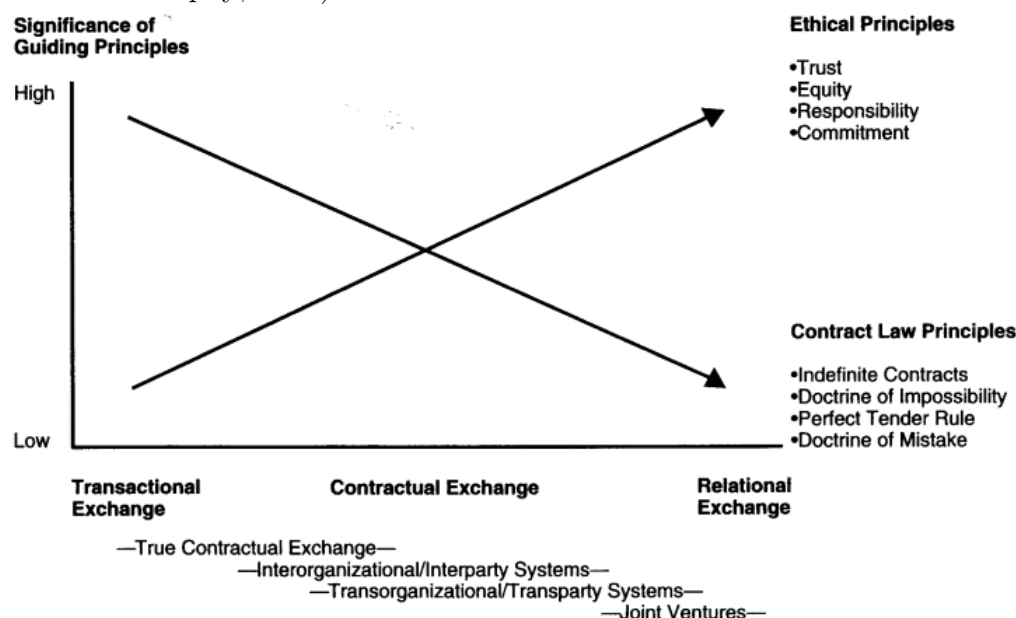 Significance of
Guiding Principles
Ethical Principles
•Trust
•Equity
•Responsibility
•Commitment
High
Contract Law Principles
•Indefinite Contracts
•Doctrine of Impossibility
•Perfect Tender Rule
•Doctrine of Mistake
Low
Transactional
Exchange
Contractual Exchange
Relational
Exchange
—True Contractual Exchange—
—Interorganizational/Interparty Systems—
—Transorganizational/Transparty Systems—
—Joint Ventures—